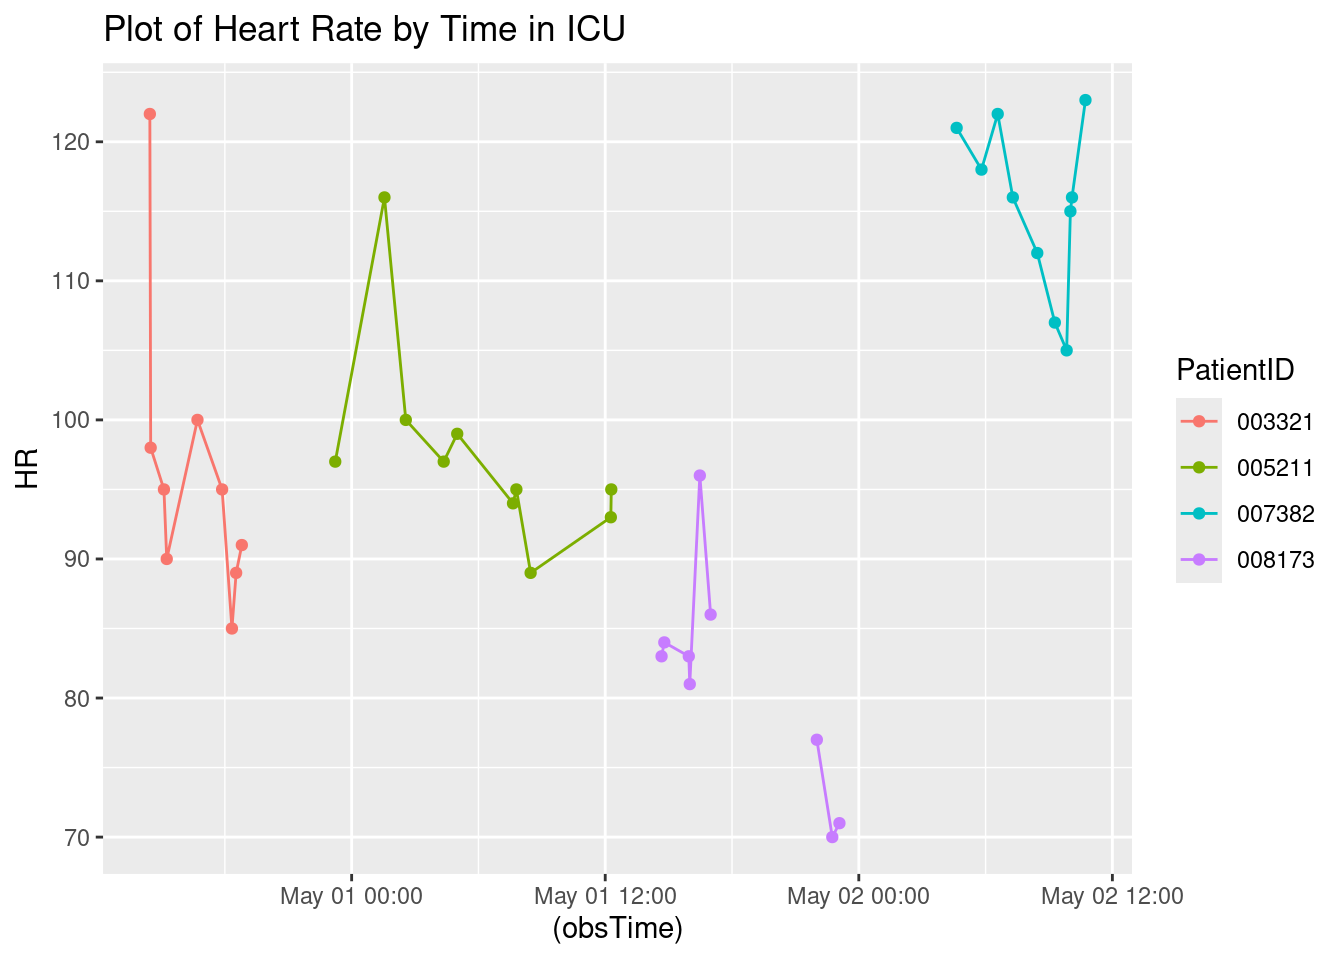 Plot of Heart Rate by Time in ICU
120
110
100
90
80
70
HR
May 01 00:00
May 01 12:00
May 02 00:00
May 02 12:00
(obsTime)
PatientID
003321
005211
007382
008173